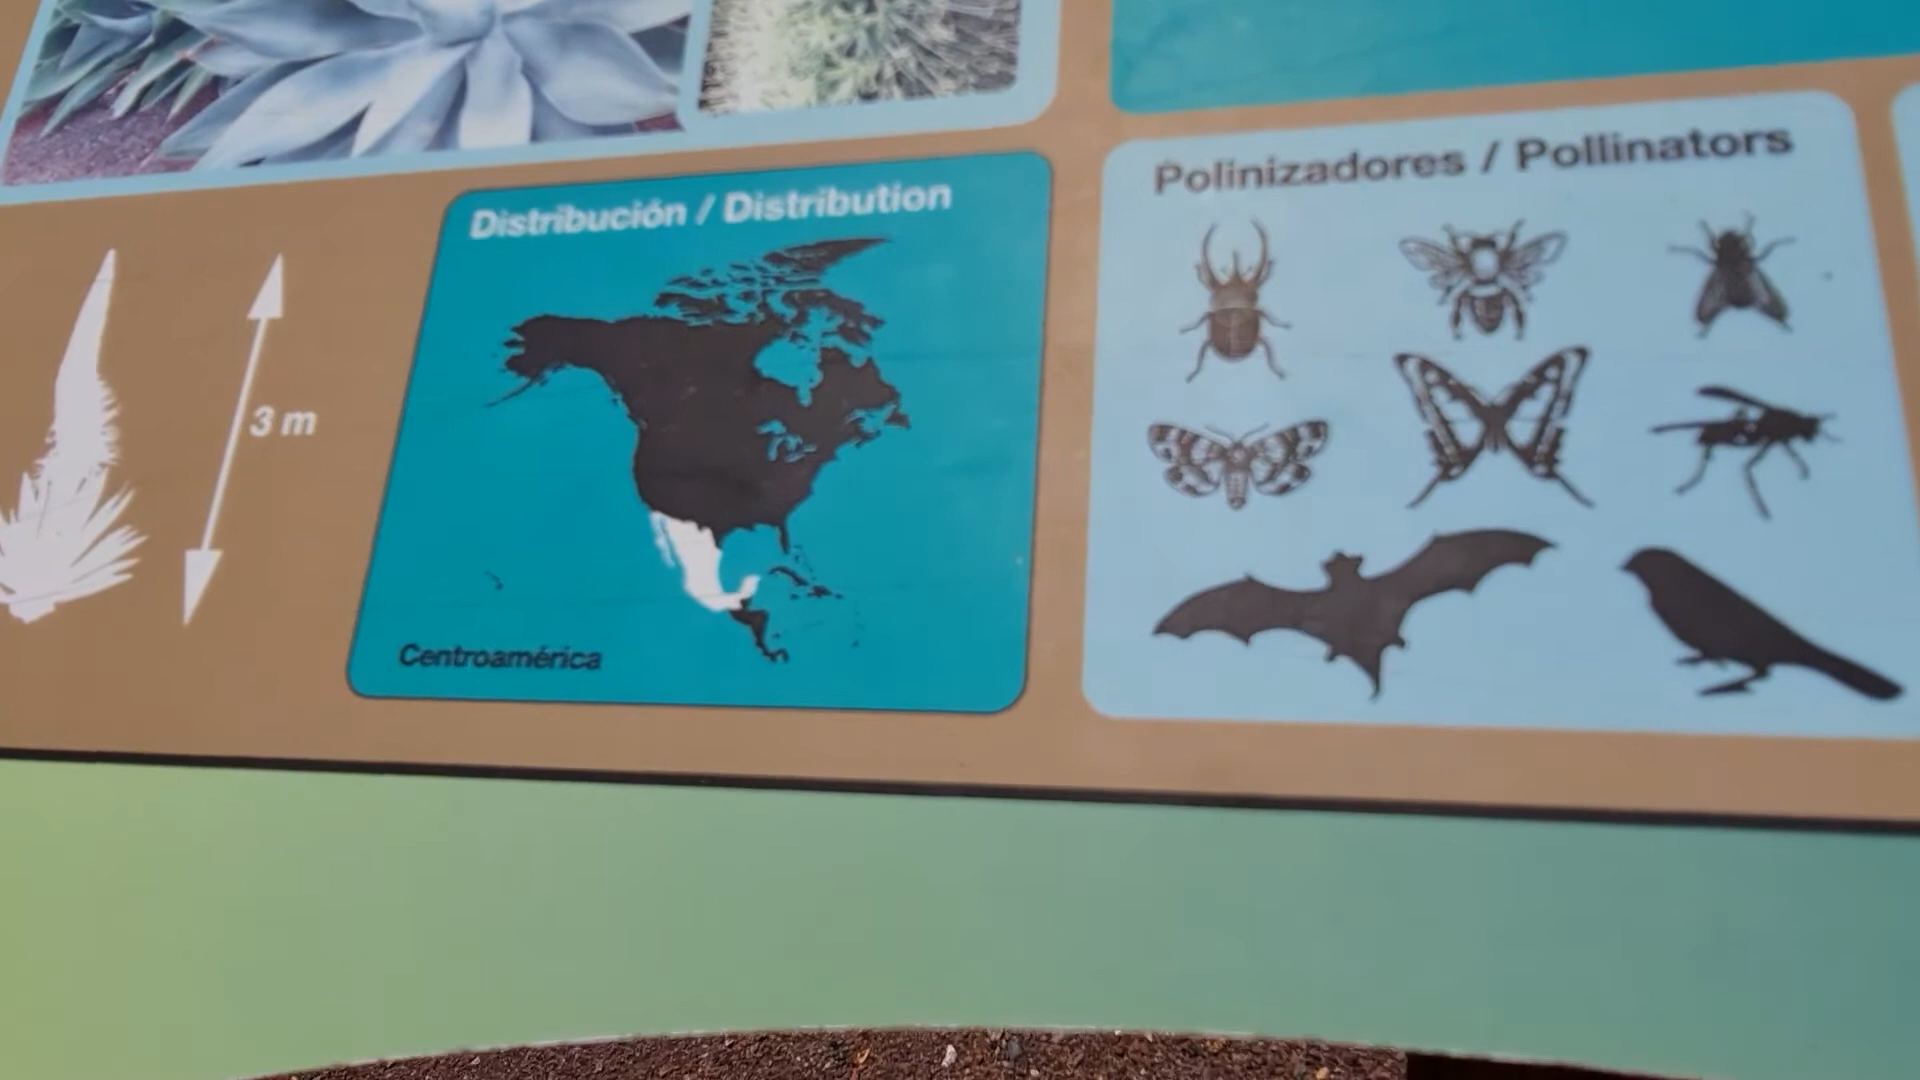 3 m
Distribución / Distribution
Centroamérica
Polinizadores / Pollinators